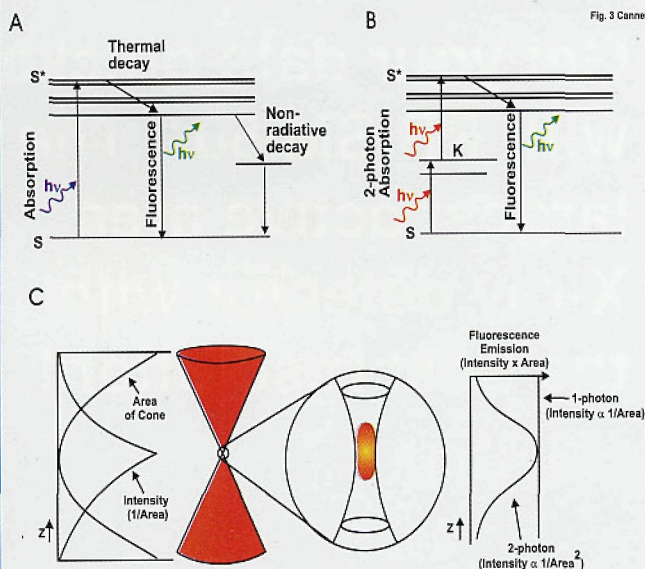 Fig. 3 Canne
A
Thermal
decay
S*
Absorption
hν
Fluorescence
hν
Non-
radiative
decay
S
B
S*
2-photon
Absorption
hν
K
hν
Fluorescence
hν
S
C
Area
of Cone
Intensity
(1/Area)
Z
Fluorescence
Emission
(Intensity x Area)
1-photon
(Intensity α 1/Area)
Z
2-photon
(Intensity α 1/Area²)